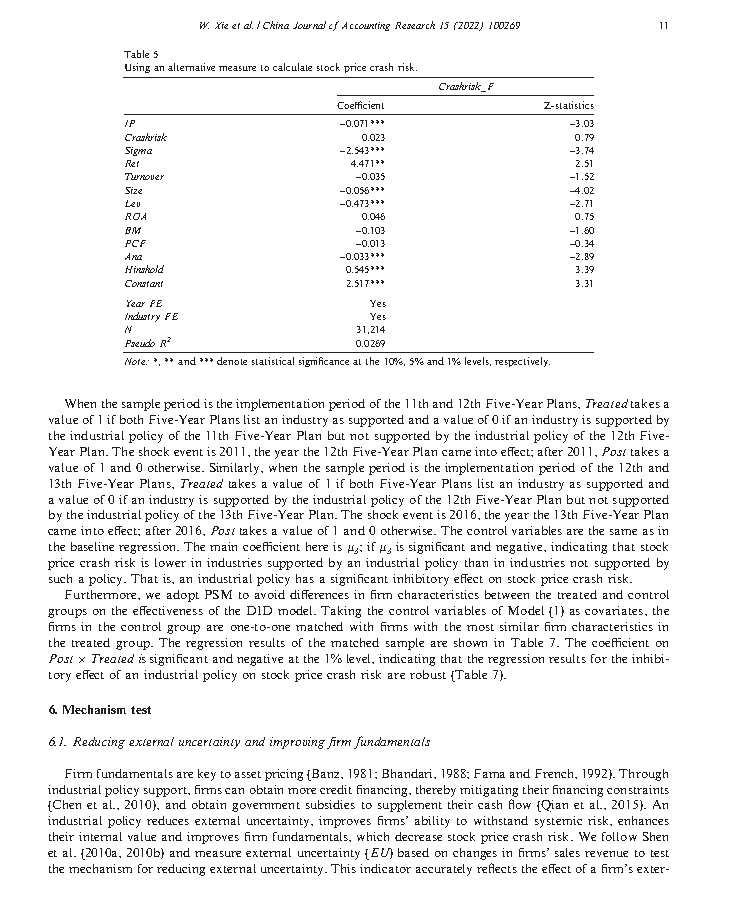 W. Xie et al. / China Journal of Accounting Research 15 (2022) 100269 11
Table 5
Using an alternative measure to calculate stock price crash risk.
Crashrisk_F
Coefficient Z-statistics
IP −0.071*** −3.03
Crashrisk 0.023 0.79
Sigma −2.543*** −3.74
Ret 4.471** 2.51
Turnover −0.035 −1.52
Size −0.056*** −4.02
Lev −0.473*** −2.71
ROA 0.046 0.75
BM −0.103 −1.60
PCF −0.013 −0.34
Ana −0.033*** −2.89
Hinshold 0.545*** 3.39
Constant 2.517*** 3.31
Year FE Yes
Industry FE Yes
N 31,214
Pseudo R² 0.0269
Note: *, ** and *** denote statistical significance at the 10%, 5% and 1% levels, respectively.
When the sample period is the implementation period of the 11th and 12th Five-Year Plans, Treated takes a
value of 1 if both Five-Year Plans list an industry as supported and a value of 0 if an industry is supported by
the industrial policy of the 11th Five-Year Plan but not supported by the industrial policy of the 12th Five-
Year Plan. The shock event is 2011, the year the 12th Five-Year Plan came into effect; after 2011, Post takes a
value of 1 and 0 otherwise. Similarly, when the sample period is the implementation period of the 12th and
13th Five-Year Plans, Treated takes a value of 1 if both Five-Year Plans list an industry as supported and
a value of 0 if an industry is supported by the industrial policy of the 12th Five-Year Plan but not supported
by the industrial policy of the 13th Five-Year Plan. The shock event is 2016, the year the 13th Five-Year Plan
came into effect; after 2016, Post takes a value of 1 and 0 otherwise. The control variables are the same as in
the baseline regression. The main coefficient here is μ₃; if μ₃ is significant and negative, indicating that stock
price crash risk is lower in industries supported by an industrial policy than in industries not supported by
such a policy. That is, an industrial policy has a significant inhibitory effect on stock price crash risk.
Furthermore, we adopt PSM to avoid differences in firm characteristics between the treated and control
groups on the effectiveness of the DID model. Taking the control variables of Model (1) as covariates, the
firms in the control group are one-to-one matched with firms with the most similar firm characteristics in
the treated group. The regression results of the matched sample are shown in Table 7. The coefficient on
Post × Treated is significant and negative at the 1% level, indicating that the regression results for the inhibi-
tory effect of an industrial policy on stock price crash risk are robust (Table 7).
6. Mechanism test
6.1. Reducing external uncertainty and improving firm fundamentals
Firm fundamentals are key to asset pricing (Banz, 1981; Bhandari, 1988; Fama and French, 1992). Through
industrial policy support, firms can obtain more credit financing, thereby mitigating their financing constraints
(Chen et al., 2010), and obtain government subsidies to supplement their cash flow (Qian et al., 2015). An
industrial policy reduces external uncertainty, improves firms' ability to withstand systemic risk, enhances
their internal value and improves firm fundamentals, which decrease stock price crash risk. We follow Shen
et al. (2010a, 2010b) and measure external uncertainty (EU) based on changes in firms' sales revenue to test
the mechanism for reducing external uncertainty. This indicator accurately reflects the effect of a firm's exter-